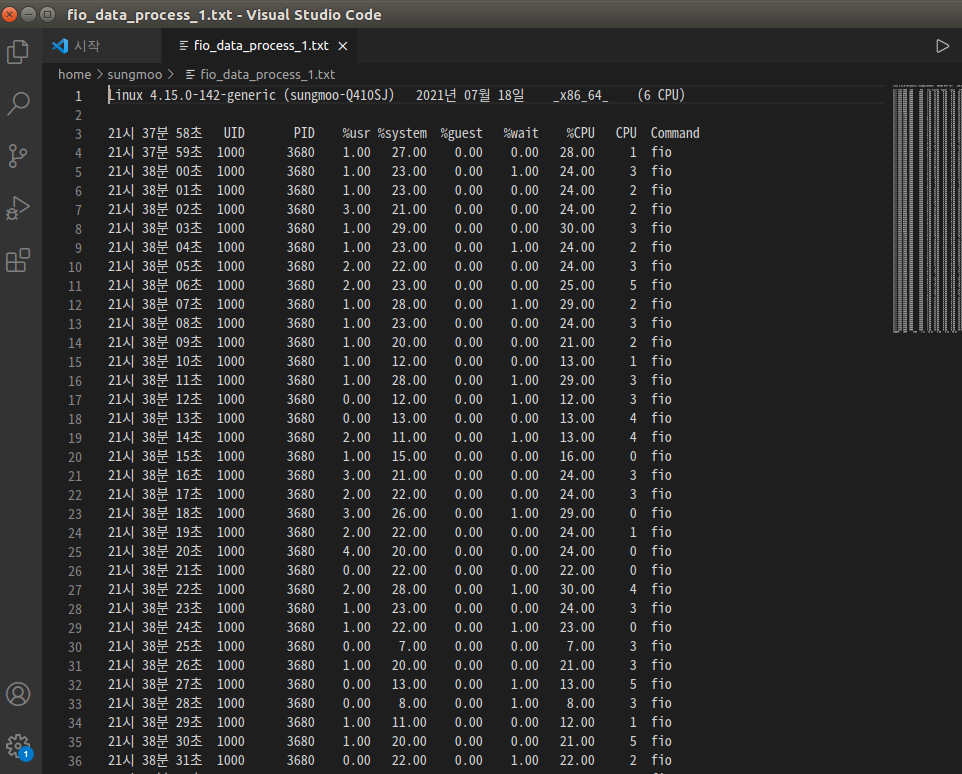 fio_data_process_1.txt - Visual Studio Code
시작 fio_data_process_1.txt
home > sungmoo > fio_data_process_1.txt
1 Linux 4.15.0-142-generic (sungmoo-Q410SJ) 2021년 07월 18일 _x86_64_ (6 CPU)
2
3 21시 37분 58초 UID PID %usr %system %guest %wait %CPU CPU Command
4 21시 37분 59초 1000 3680 1.00 27.00 0.00 0.00 28.00 1 fio
5 21시 38분 00초 1000 3680 1.00 23.00 0.00 1.00 24.00 3 fio
6 21시 38분 01초 1000 3680 1.00 23.00 0.00 0.00 24.00 2 fio
7 21시 38분 02초 1000 3680 3.00 21.00 0.00 0.00 24.00 2 fio
8 21시 38분 03초 1000 3680 1.00 29.00 0.00 0.00 30.00 3 fio
9 21시 38분 04초 1000 3680 1.00 23.00 0.00 1.00 24.00 2 fio
10 21시 38분 05초 1000 3680 2.00 22.00 0.00 0.00 24.00 3 fio
11 21시 38분 06초 1000 3680 2.00 23.00 0.00 0.00 25.00 5 fio
12 21시 38분 07초 1000 3680 1.00 28.00 0.00 1.00 29.00 2 fio
13 21시 38분 08초 1000 3680 1.00 23.00 0.00 0.00 24.00 3 fio
14 21시 38분 09초 1000 3680 1.00 20.00 0.00 0.00 21.00 2 fio
15 21시 38분 10초 1000 3680 1.00 12.00 0.00 0.00 13.00 1 fio
16 21시 38분 11초 1000 3680 1.00 28.00 0.00 1.00 29.00 3 fio
17 21시 38분 12초 1000 3680 0.00 12.00 0.00 1.00 12.00 3 fio
18 21시 38분 13초 1000 3680 0.00 13.00 0.00 0.00 13.00 4 fio
19 21시 38분 14초 1000 3680 2.00 11.00 0.00 1.00 13.00 4 fio
20 21시 38분 15초 1000 3680 1.00 15.00 0.00 0.00 16.00 0 fio
21 21시 38분 16초 1000 3680 3.00 21.00 0.00 0.00 24.00 3 fio
22 21시 38분 17초 1000 3680 2.00 22.00 0.00 0.00 24.00 3 fio
23 21시 38분 18초 1000 3680 3.00 26.00 0.00 1.00 29.00 0 fio
24 21시 38분 19초 1000 3680 2.00 22.00 0.00 0.00 24.00 1 fio
25 21시 38분 20초 1000 3680 4.00 20.00 0.00 0.00 24.00 0 fio
26 21시 38분 21초 1000 3680 0.00 22.00 0.00 0.00 22.00 0 fio
27 21시 38분 22초 1000 3680 2.00 28.00 0.00 1.00 30.00 4 fio
28 21시 38분 23초 1000 3680 1.00 23.00 0.00 0.00 24.00 3 fio
29 21시 38분 24초 1000 3680 1.00 22.00 0.00 1.00 23.00 0 fio
30 21시 38분 25초 1000 3680 0.00 7.00 0.00 0.00 7.00 3 fio
31 21시 38분 26초 1000 3680 1.00 20.00 0.00 0.00 21.00 3 fio
32 21시 38분 27초 1000 3680 0.00 13.00 0.00 1.00 13.00 5 fio
33 21시 38분 28초 1000 3680 0.00 8.00 0.00 1.00 8.00 3 fio
34 21시 38분 29초 1000 3680 1.00 11.00 0.00 0.00 12.00 1 fio
35 21시 38분 30초 1000 3680 1.00 20.00 0.00 0.00 21.00 5 fio
36 21시 38분 31초 1000 3680 0.00 22.00 0.00 1.00 22.00 2 fio
1